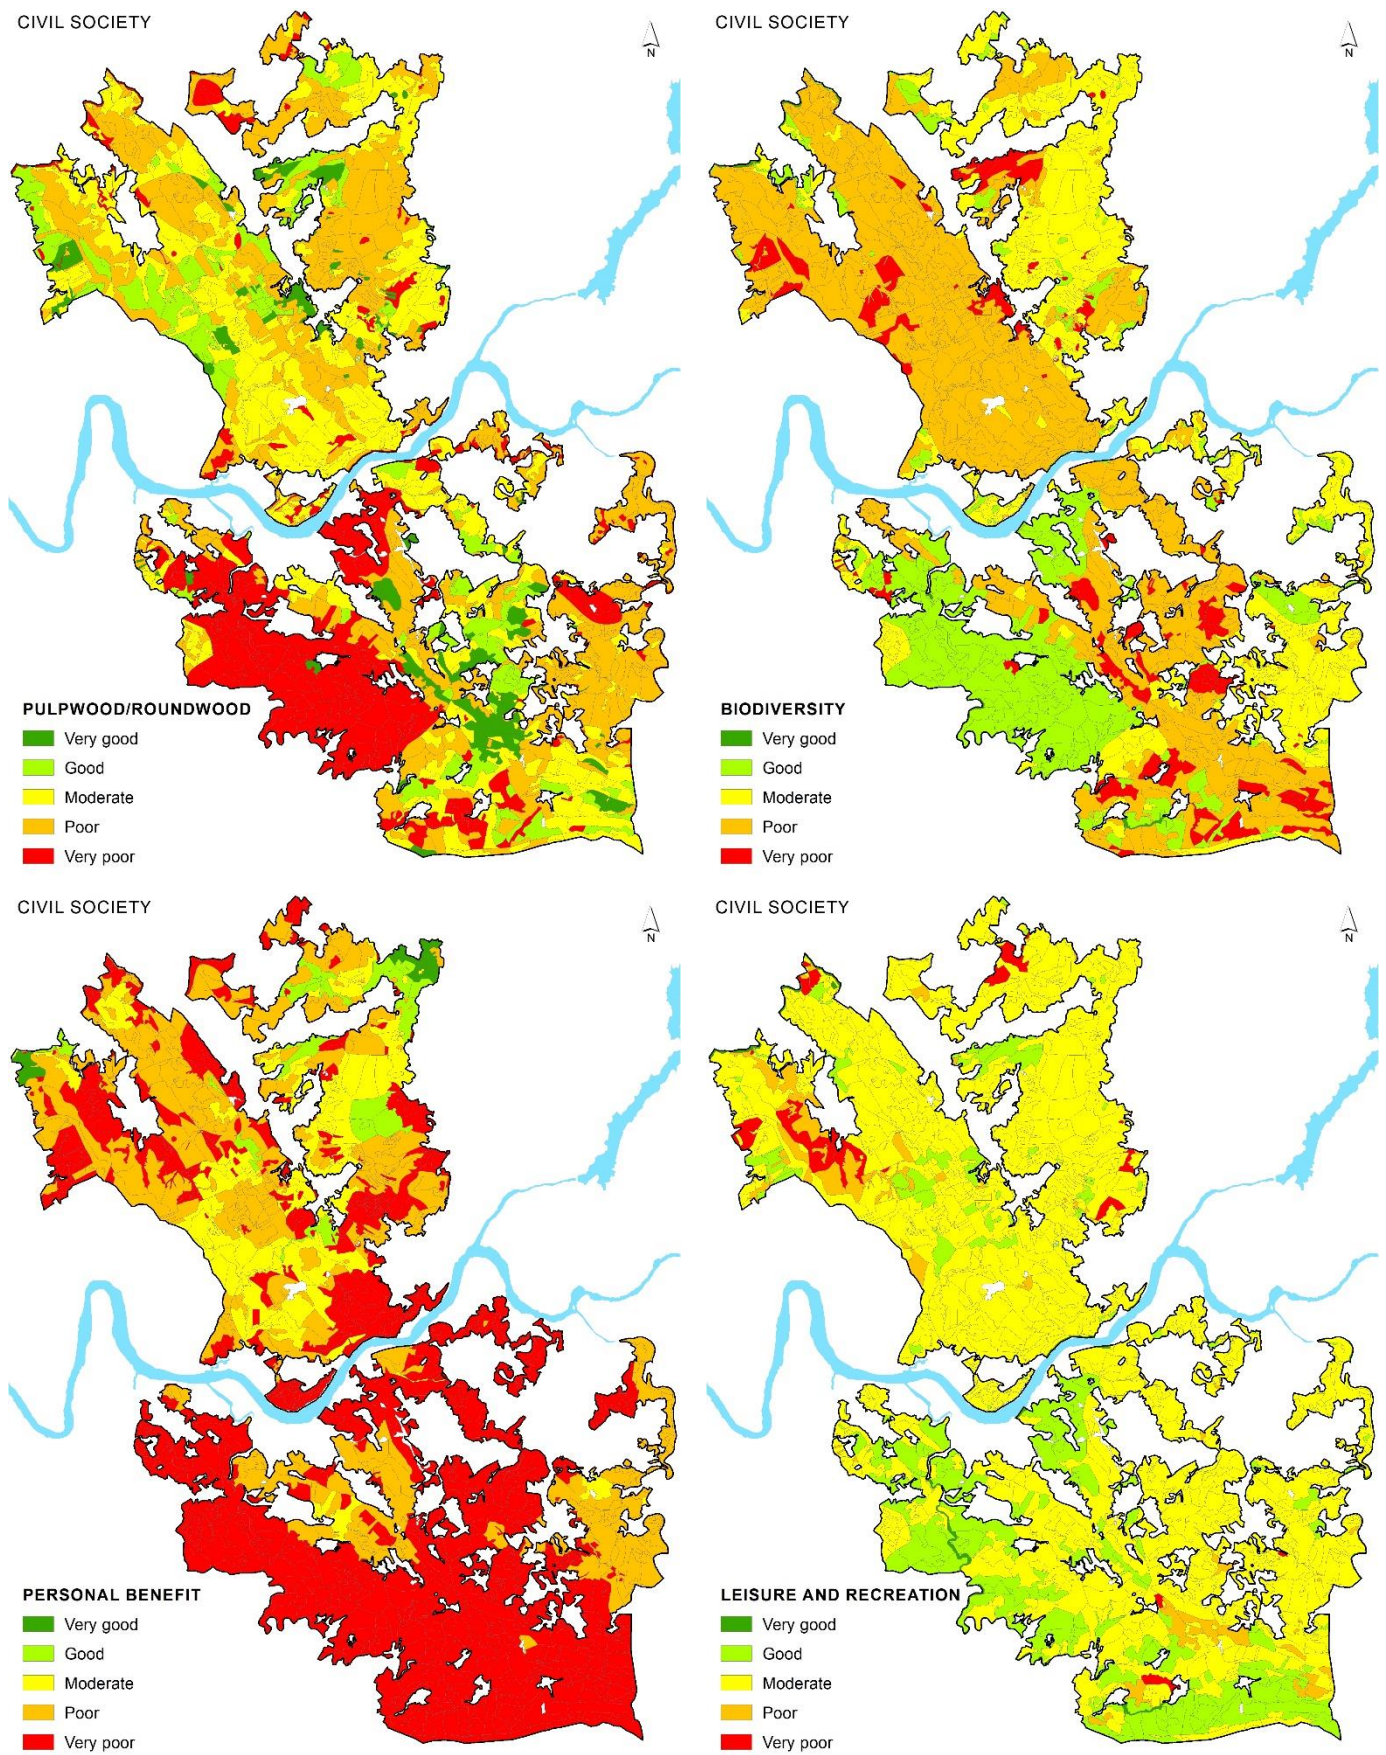 CIVIL SOCIETY
N
PULPWOOD/ROUNDWOOD
Very good
Good
Moderate
Poor
Very poor
CIVIL SOCIETY
N
BIODIVERSITY
Very good
Good
Moderate
Poor
Very poor
CIVIL SOCIETY
N
PERSONAL BENEFIT
Very good
Good
Moderate
Poor
Very poor
CIVIL SOCIETY
N
LEISURE AND RECREATION
Very good
Good
Moderate
Poor
Very poor